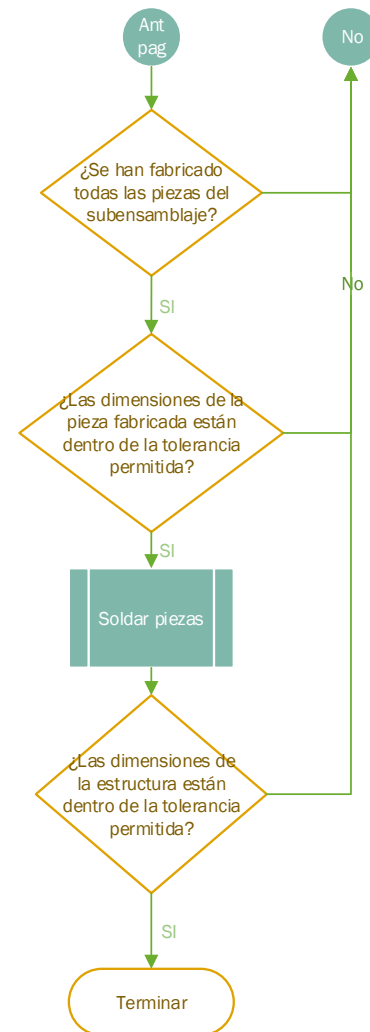 Ant
pag
No
¿Se han fabricado
todas las piezas del
subensamblaje?
No
SI
¿Las dimensiones de la
pieza fabricada están
dentro de la tolerancia
permitida?
SI
Soldar piezas
¿Las dimensiones de
la estructura están
dentro de la tolerancia
permitida?
SI
Terminar